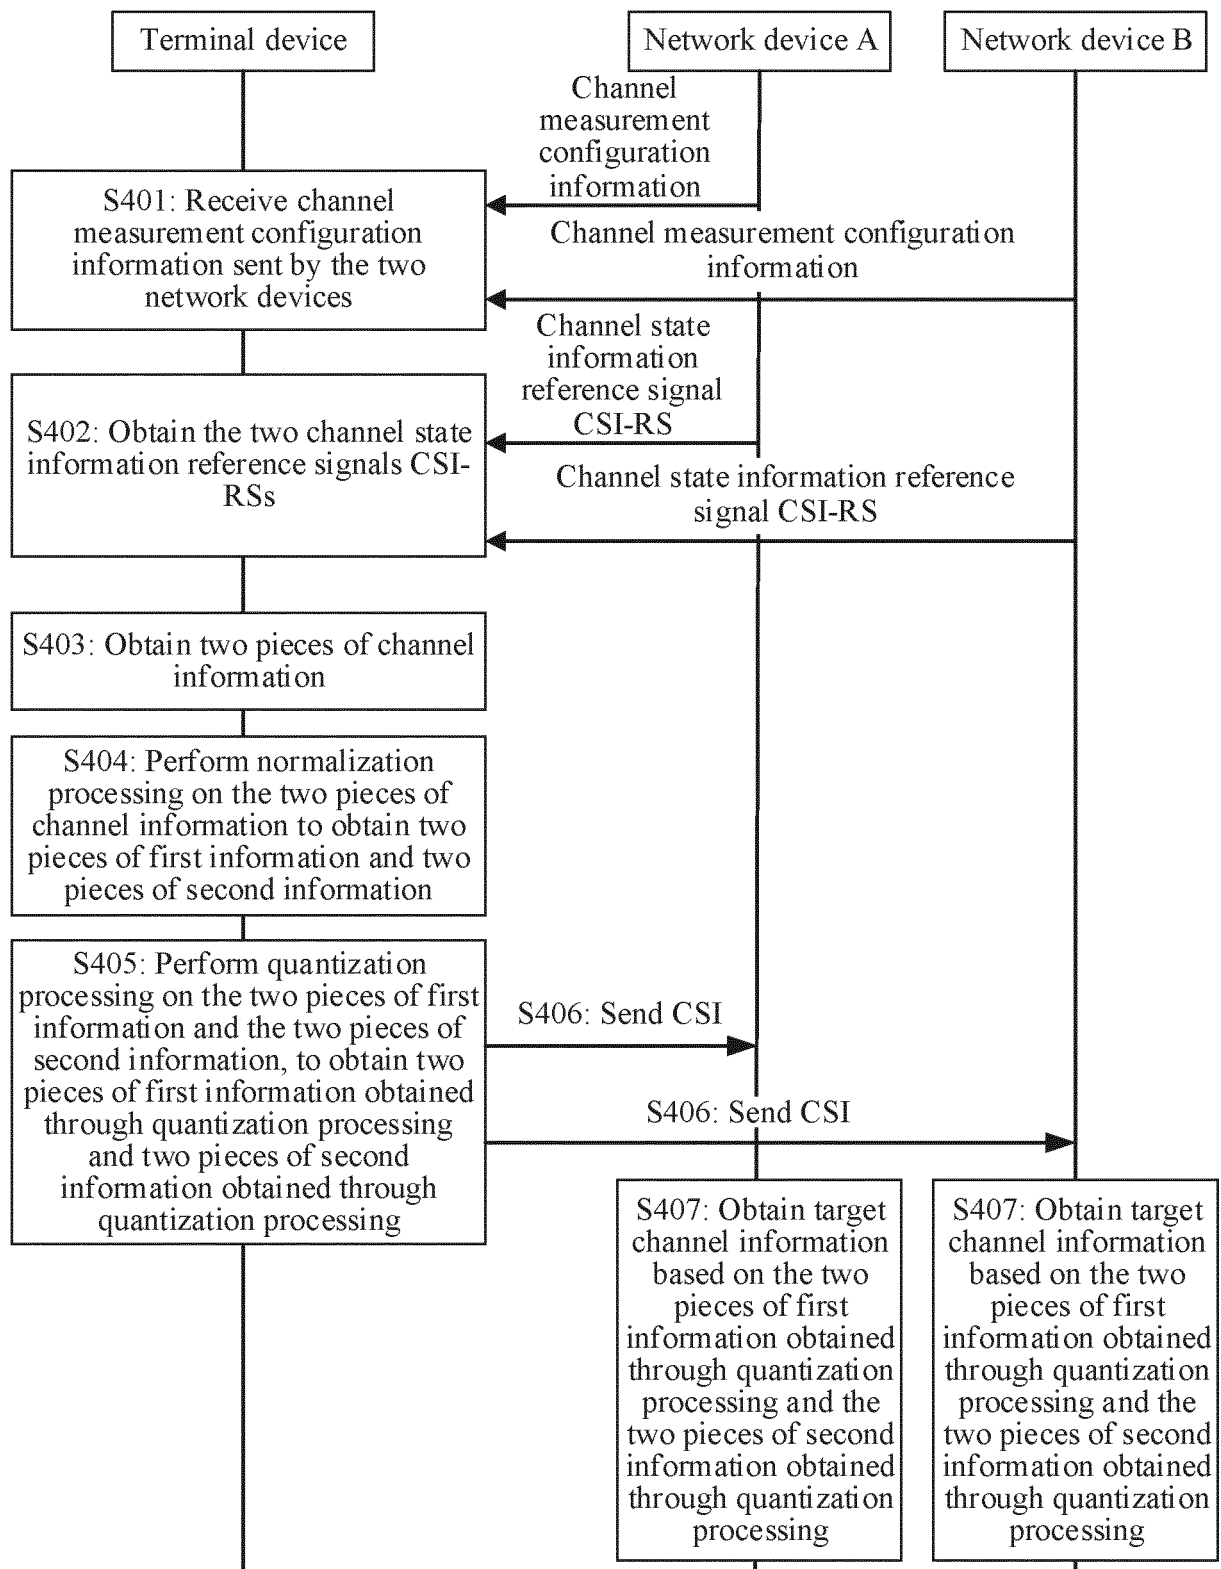 Terminal device
Network device A
Network device B
Channel
measurement
configuration
information
S401: Receive channel
measurement configuration
information sent by the two
network devices
Channel measurement configuration
information
Channel state
information
reference signal
CSI-RS
S402: Obtain the two channel state
information reference signals CSI-
RSs
Channel state information reference
signal CSI-RS
S403: Obtain two pieces of channel
information
S404: Perform normalization
processing on the two pieces of
channel information to obtain two
pieces of first information and two
pieces of second information
S405: Perform quantization
processing on the two pieces of first
information and the two pieces of
second information, to obtain two
pieces of first information obtained
through quantization processing
and two pieces of second
information obtained through
quantization processing
S406: Send CSI
S406: Send CSI
S407: Obtain target
channel information
based on the two
pieces of first
information obtained
through quantization
processing and the
two pieces of second
information obtained
through quantization
processing
S407: Obtain target
channel information
based on the two
pieces of first
information obtained
through quantization
processing and the
two pieces of second
information obtained
through quantization
processing